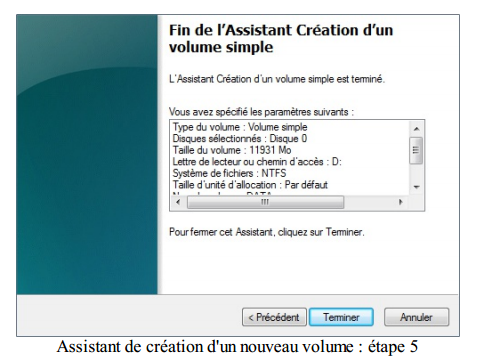 Fin de l'Assistant Création d'un
volume simple
L'Assistant Création d'un volume simple est terminé.
Vous avez spécifié les paramètres suivants :
Type du volume : Volume simple
Disques sélectionnés : Disque 0
Taille du volume : 11931 Mo
Lettre de lecteur ou chemin d'accès : D:
Système de fichiers : NTFS
Taille d'unité d'allocation : Par défaut
Pour fermer cet Assistant, cliquez sur Terminer.
< Précédent
Terminer
Annuler
Assistant de création d'un nouveau volume : étape 5